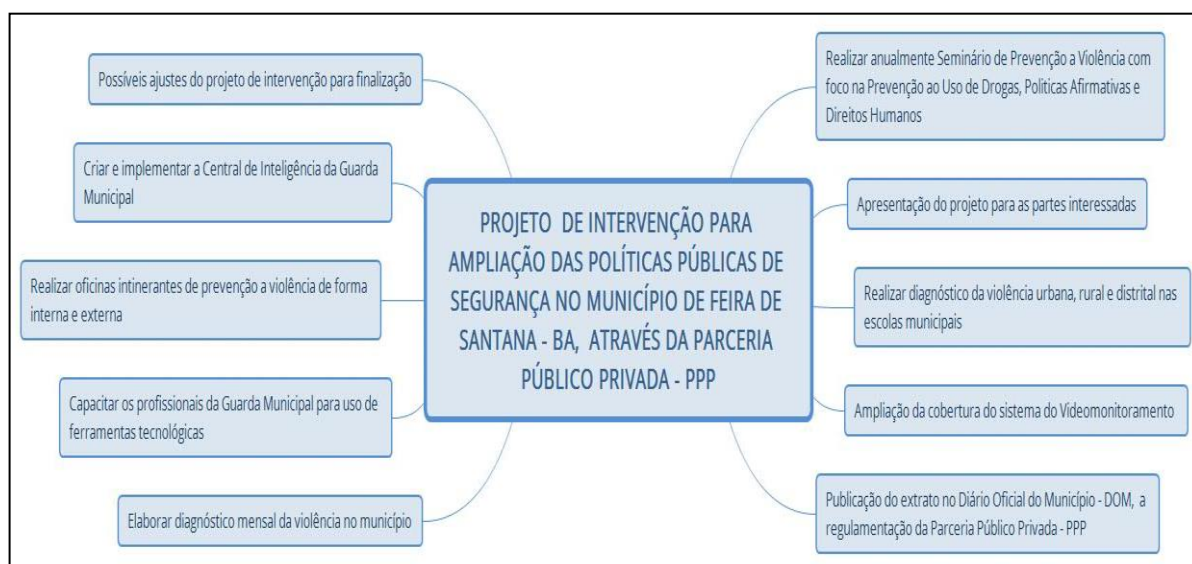 Possíveis ajustes do projeto de intervenção para finalização
Criar e implementar a Central de Inteligência da Guarda
Municipal
Realizar oficinas intinerantes de prevenção a violência de forma
interna e externa
Capacitar os profissionais da Guarda Municipal para uso de
ferramentas tecnológicas
Elaborar diagnóstico mensal da violência no município
PROJETO DE INTERVENÇÃO PARA
AMPLIAÇÃO DAS POLÍTICAS PÚBLICAS DE
SEGURANÇA NO MUNICÍPIO DE FEIRA DE
SANTANA - BA, ATRAVÉS DA PARCERIA
PÚBLICO PRIVADA - PPP
Realizar anualmente Seminário de Prevenção a Violência com
foco na Prevenção ao Uso de Drogas, Politicas Afirmativas e
Direitos Humanos
Apresentação do projeto para as partes interessadas
Realizar diagnóstico da violência urbana, rural e distrital nas
escolas municipais
Ampliação da cobertura do sistema do Videomonitoramento
Publicação do extrato no Diário Oficial do Município - DOM, a
regulamentação da Parceria Público Privada - PPP